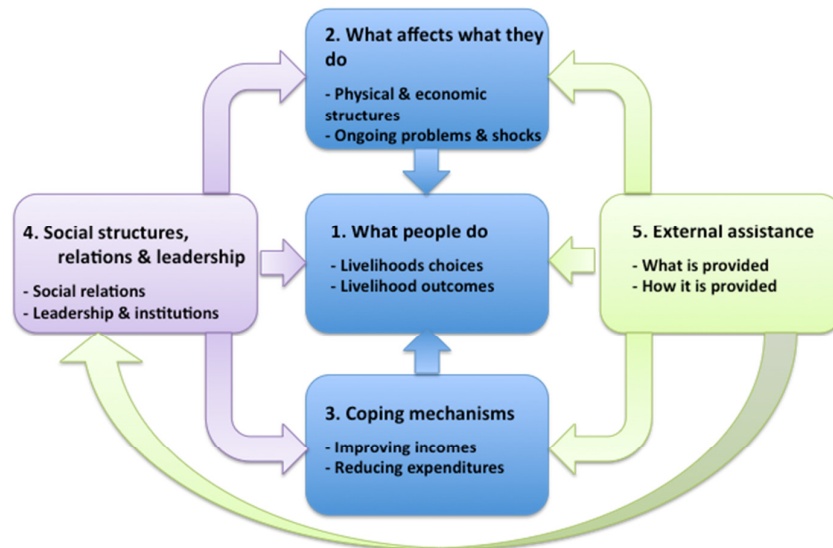 2. What affects what they
do
- Physical & economic
structures
- Ongoing problems & shocks
4. Social structures,
relations & leadership
- Social relations
- Leadership & institutions
1. What people do
- Livelihoods choices
- Livelihood outcomes
5. External assistance
- What is provided
- How it is provided
3. Coping mechanisms
- Improving incomes
- Reducing expenditures